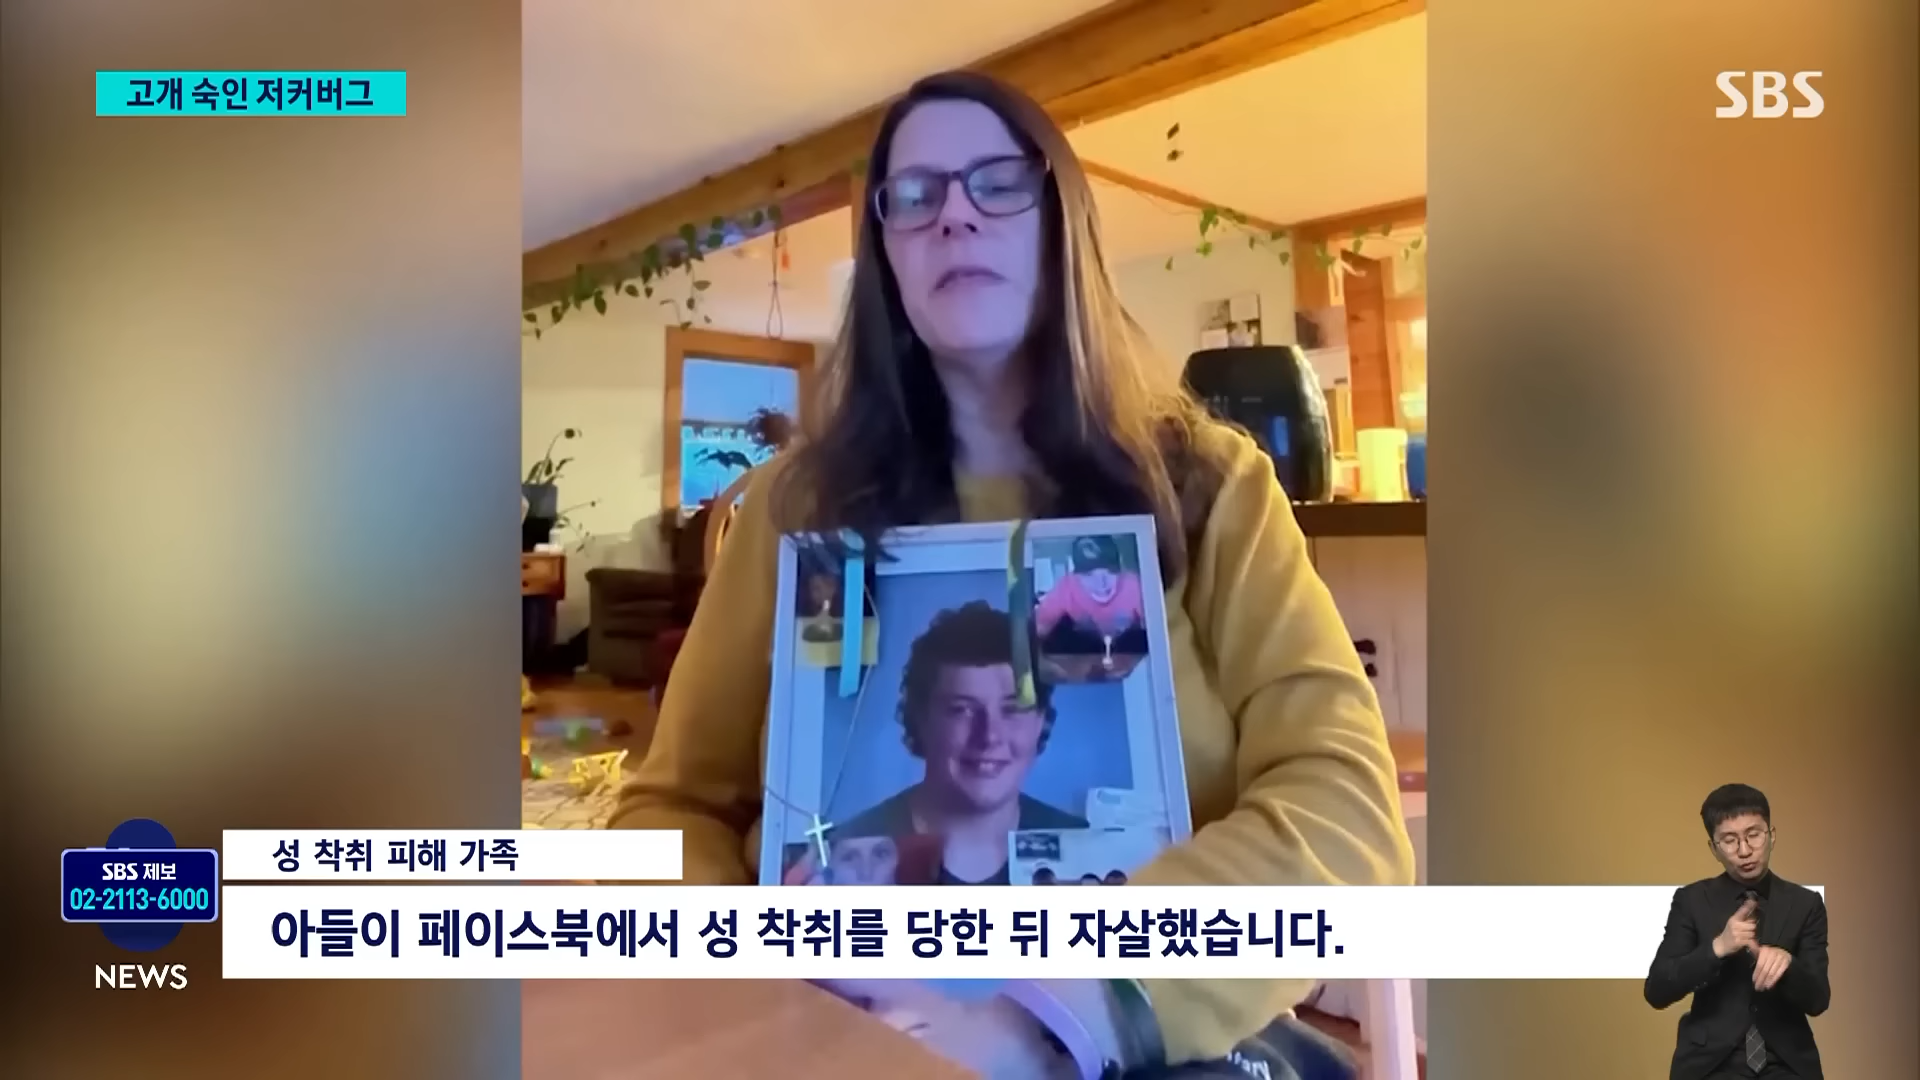 고개 숙인 저커버그
SBS
성 착취 피해 가족
SBS 제보
02-2113-6000
아들이 페이스북에서 성 착취를 당한 뒤 자살했습니다.
NEWS